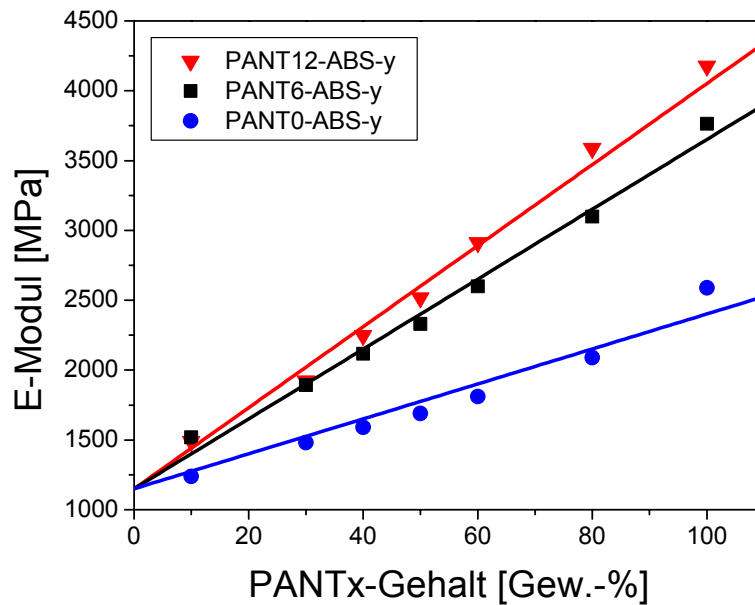 4500
4000
3500
3000
2500
2000
1500
1000
E-Modul [MPa]
PANT12-ABS-y
PANT6-ABS-y
PANT0-ABS-y
0 20 40 60 80 100
PANTx-Gehalt [Gew.-%]